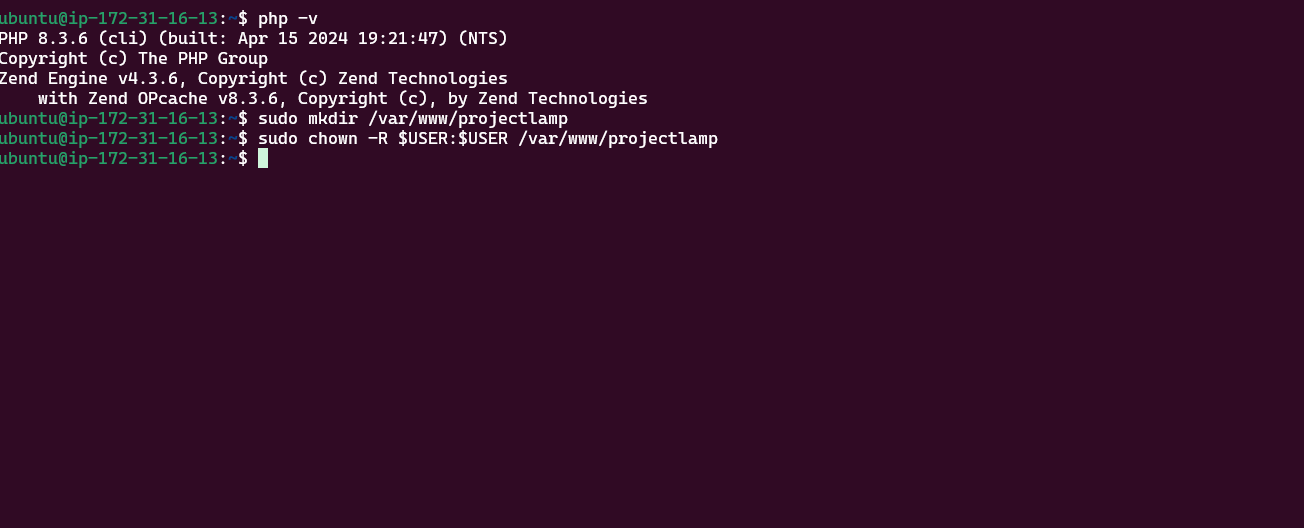 ubuntu@ip-172-31-16-13:~$ php -v
PHP 8.3.6 (cli) (built: Apr 15 2024 19:21:47) (NTS)
Copyright (c) The PHP Group
Zend Engine v4.3.6, Copyright (c) Zend Technologies
    with Zend OPcache v8.3.6, Copyright (c), by Zend Technologies
ubuntu@ip-172-31-16-13:~$ sudo mkdir /var/www/projectlamp
ubuntu@ip-172-31-16-13:~$ sudo chown -R $USER:$USER /var/www/projectlamp
ubuntu@ip-172-31-16-13:~$